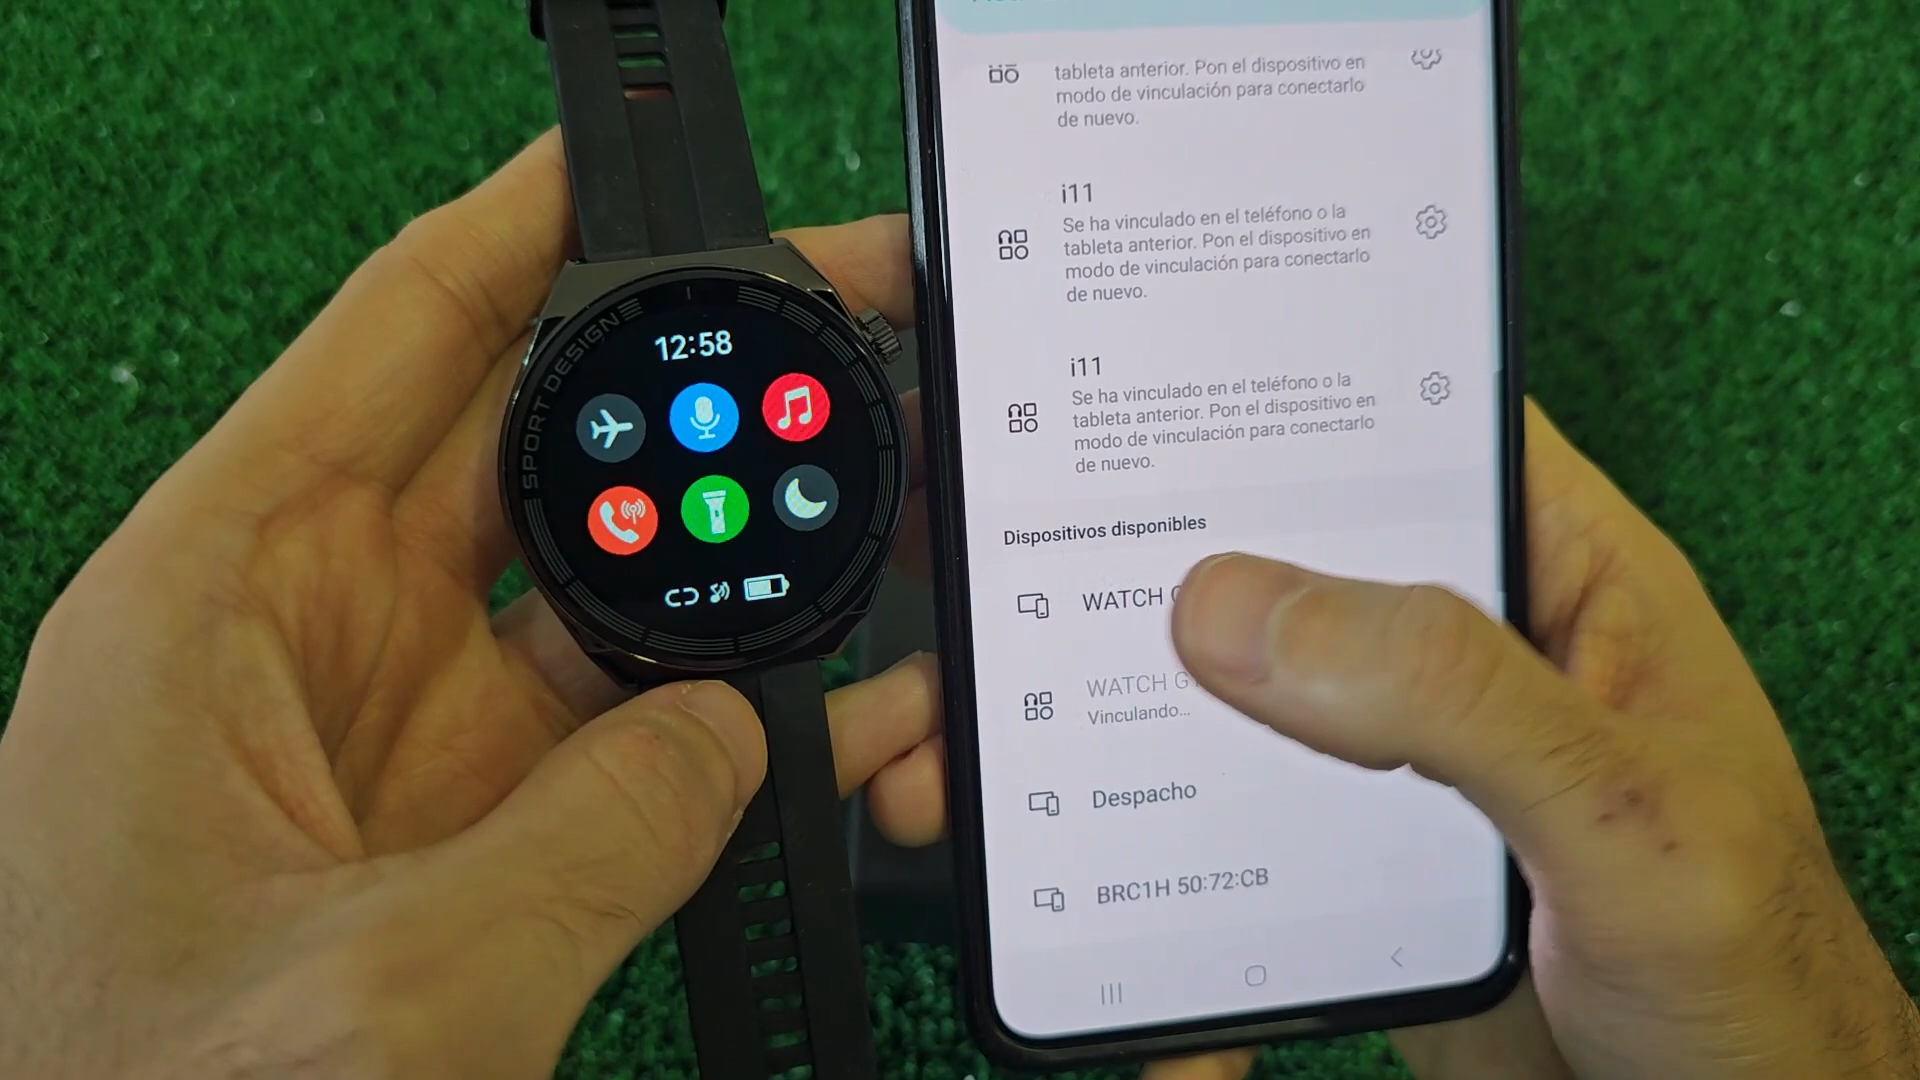 SPORT DESIGN
12:58
tableta anterior. Pon el dispositivo en
modo de vinculación para conectarlo
de nuevo.
i11
Se ha vinculado en el teléfono o la
tableta anterior. Pon el dispositivo en
modo de vinculación para conectarlo
de nuevo.
i11
Se ha vinculado en el teléfono o la
tableta anterior. Pon el dispositivo en
modo de vinculación para conectarlo
de nuevo.
Dispositivos disponibles
WATCH
WATCH G
Vinculando...
Despacho
BRC1H 50:72:CB